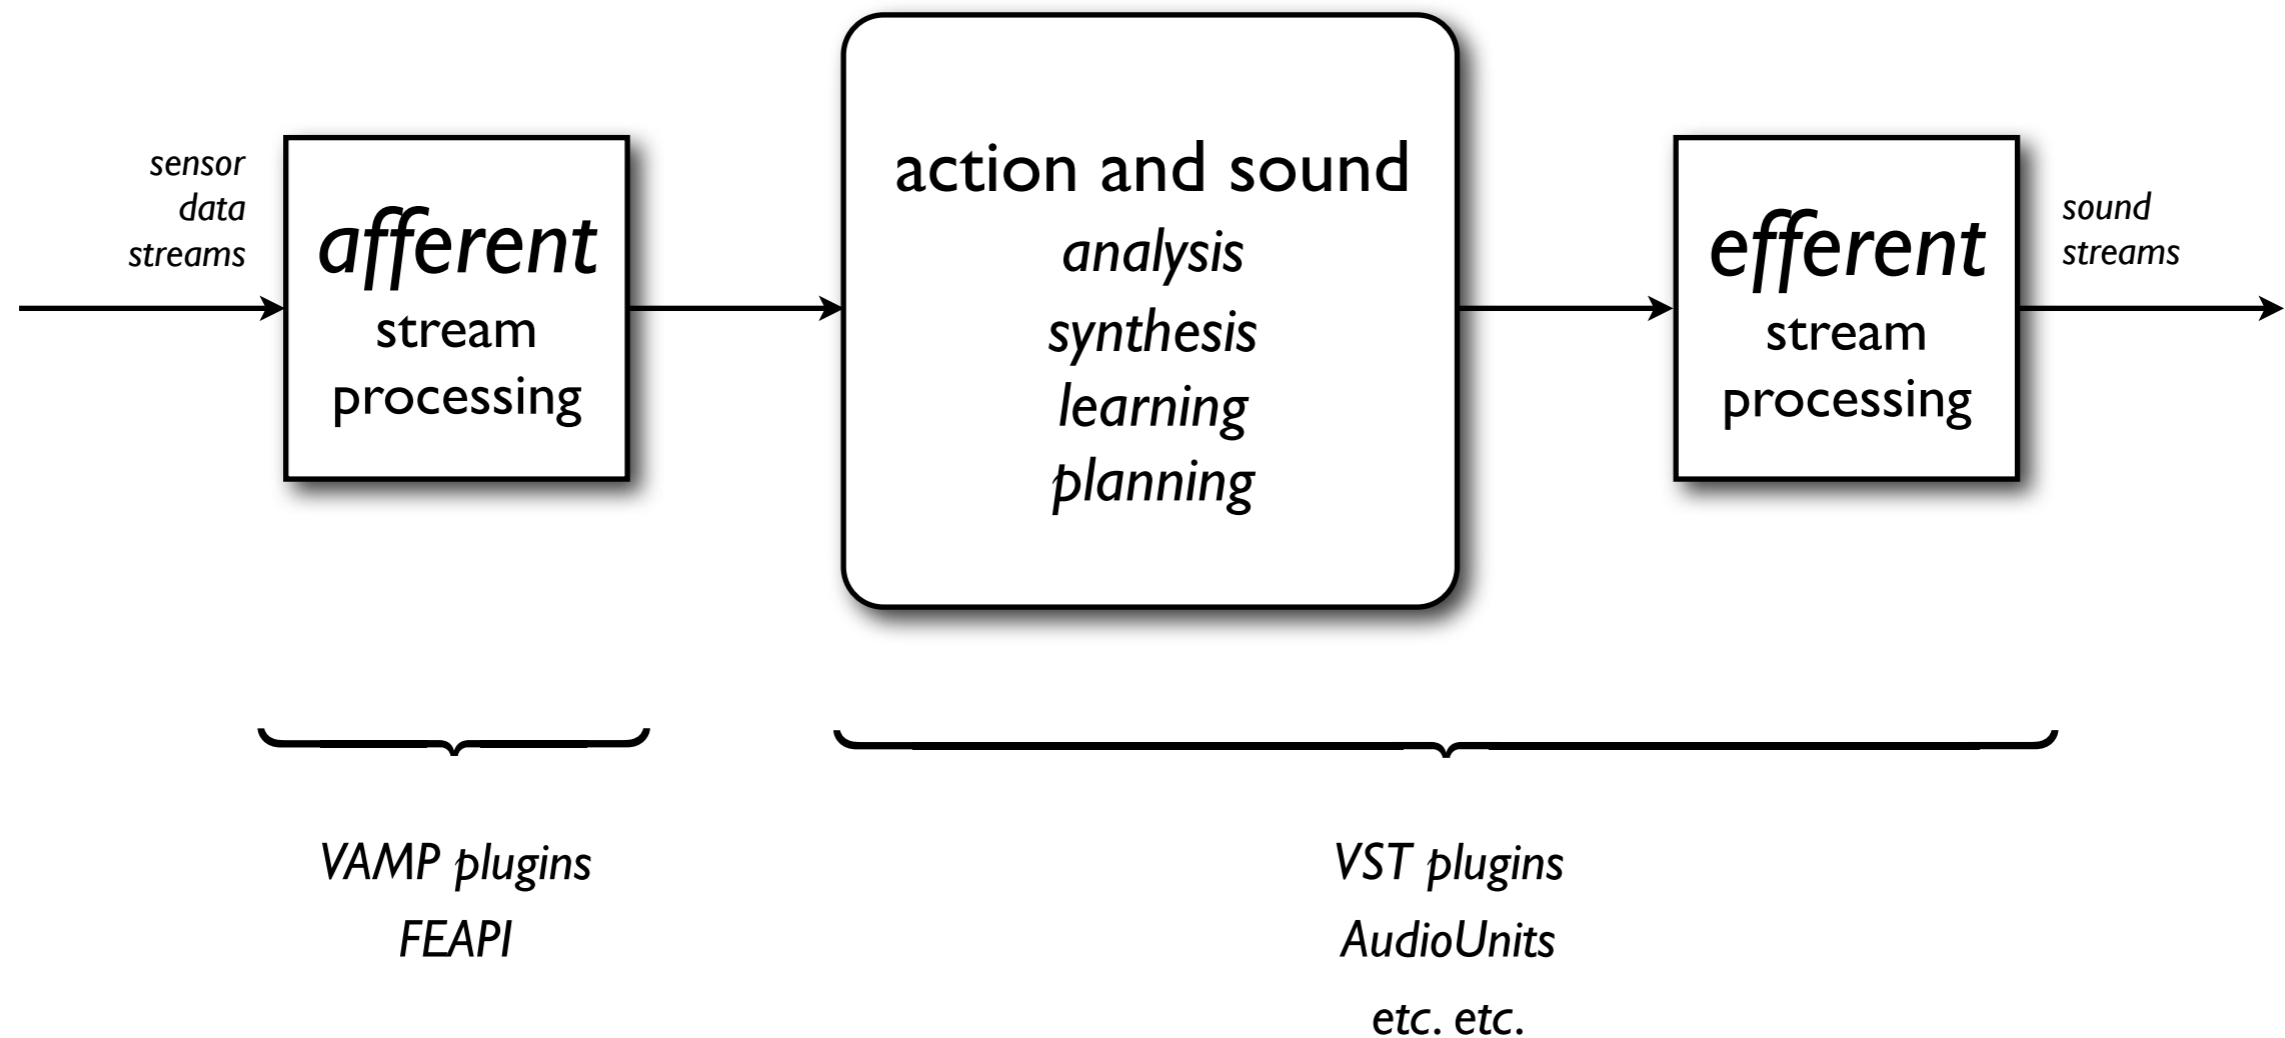 sensor
data
streams
afferent
stream
processing
action and sound
analysis
synthesis
learning
planning
efferent
stream
processing
sound
streams
VAMP plugins
FEAPI
VST plugins
AudioUnits
etc. etc.